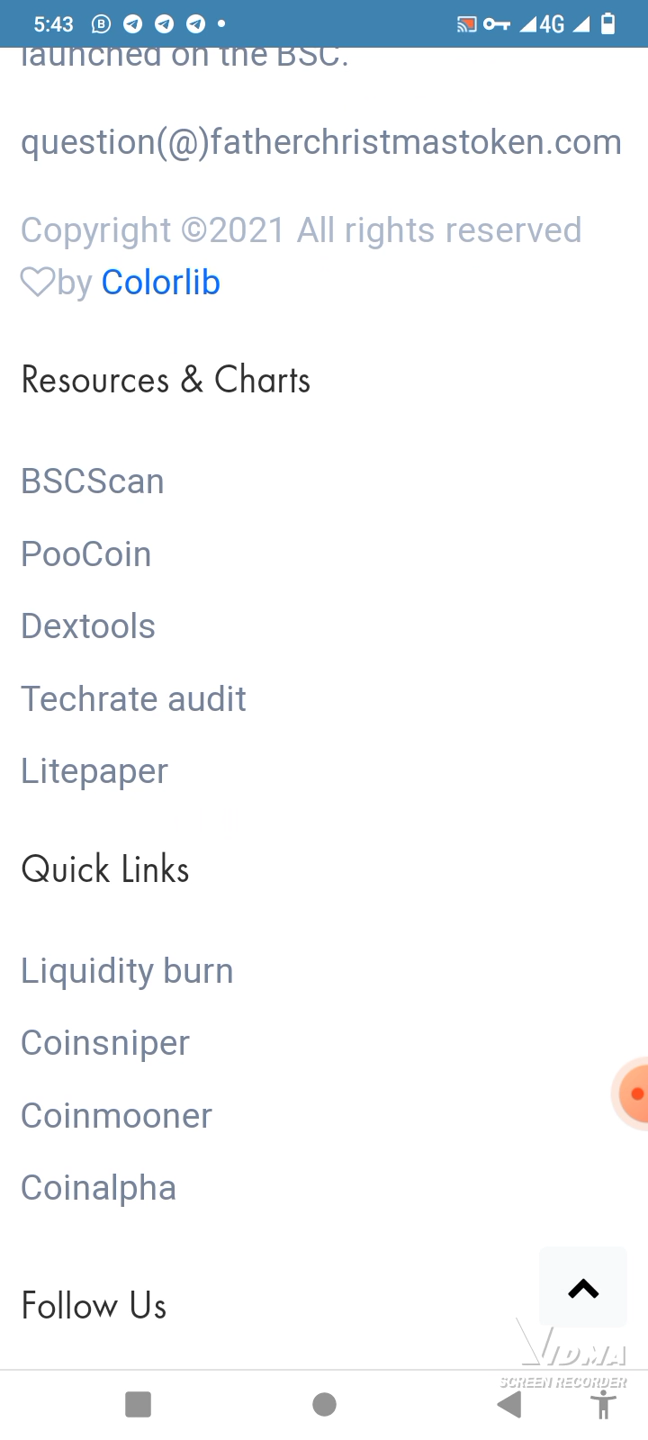 5:43
4G
launched on the BSC.
question(@)fatherchristmastoken.com
Copyright ©2021 All rights reserved
♡by Colorlib
Resources & Charts
BSCScan
PooCoin
Dextools
Techrate audit
Litepaper
Quick Links
Liquidity burn
Coinsniper
Coinmooner
Coinalpha
Follow Us
VIDMA
SCREEN RECORDER